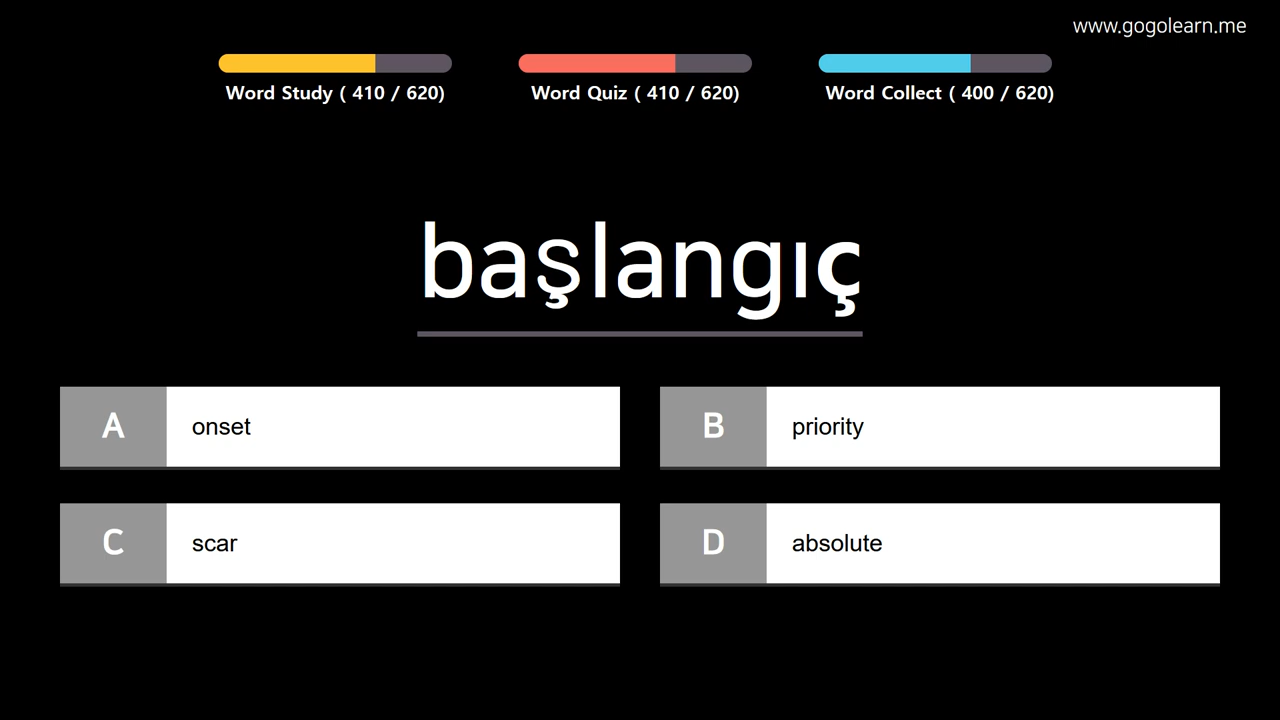 www.gogolearn.me
Word Study ( 410 / 620)
Word Quiz ( 410 / 620)
Word Collect ( 400 / 620)
başlangıç
A onset
B priority
C scar
D absolute